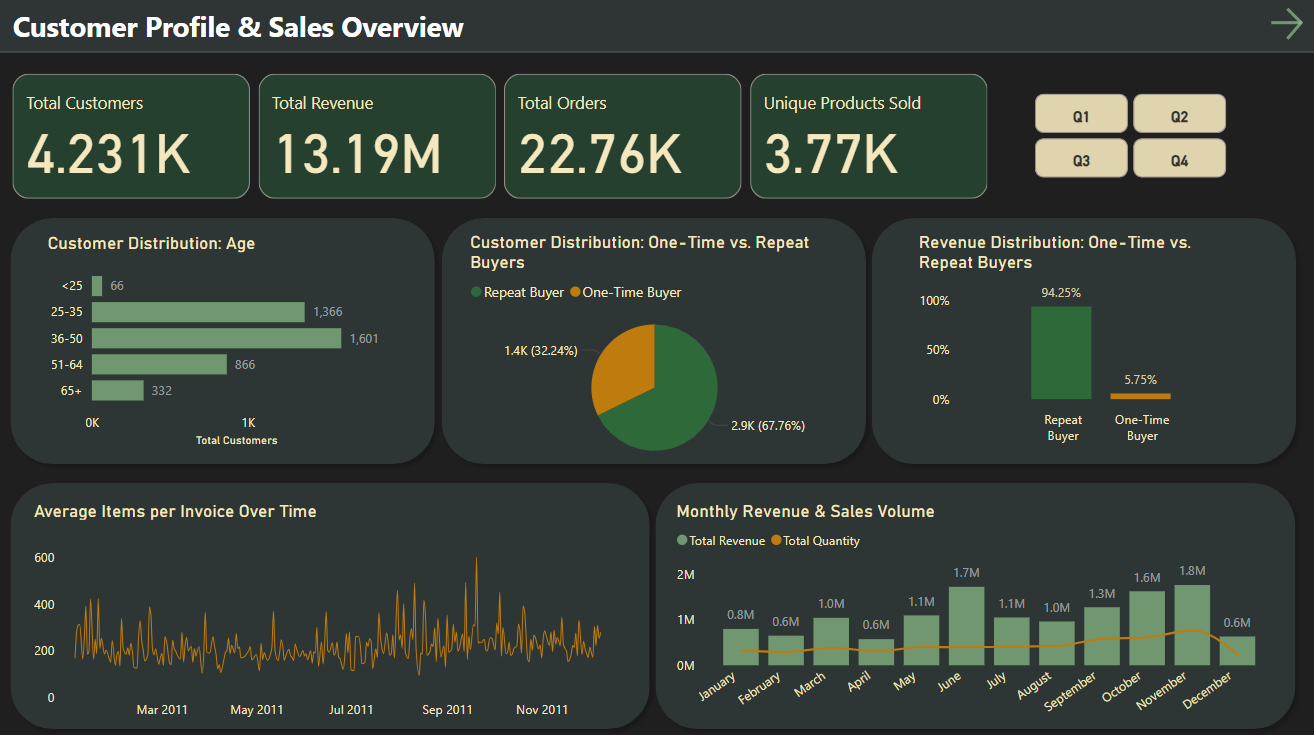 Customer Profile & Sales Overview
Total Customers
4.231K
Total Revenue
13.19M
Total Orders
22.76K
Unique Products Sold
3.77K
Q1
Q2
Q3
Q4
Customer Distribution: Age
<25
66
25-35
1,366
36-50
1,601
51-64
866
65+
332
0K
1K
Total Customers
Customer Distribution: One-Time vs. Repeat
Buyers
Repeat Buyer
One-Time Buyer
1.4K (32.24%)
2.9K (67.76%)
Revenue Distribution: One-Time vs.
Repeat Buyers
100%
50%
0%
94.25%
5.75%
Repeat
Buyer
One-Time
Buyer
Average Items per Invoice Over Time
600
400
200
0
Mar 2011
May 2011
Jul 2011
Sep 2011
Nov 2011
Monthly Revenue & Sales Volume
Total Revenue
Total Quantity
2M
1M
0M
0.8M
0.6M
1.0M
0.6M
1.1M
1.7M
1.1M
1.0M
1.3M
1.6M
1.8M
0.6M
January
February
March
April
May
June
July
August
September
October
November
December